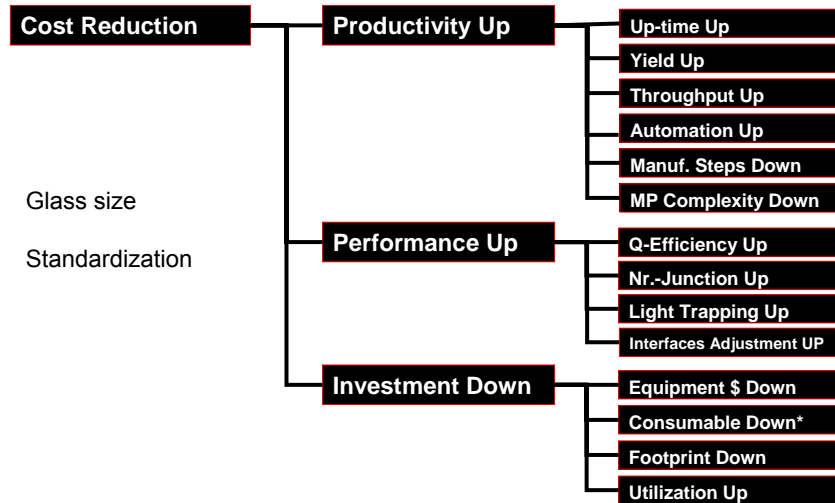 Cost Reduction
Productivity Up
Up-time Up
Yield Up
Throughput Up
Automation Up
Manuf. Steps Down
MP Complexity Down
Glass size
Standardization
Performance Up
Q-Efficiency Up
Nr.-Junction Up
Light Trapping Up
Interfaces Adjustment UP
Investment Down
Equipment $ Down
Consumable Down*
Footprint Down
Utilization Up